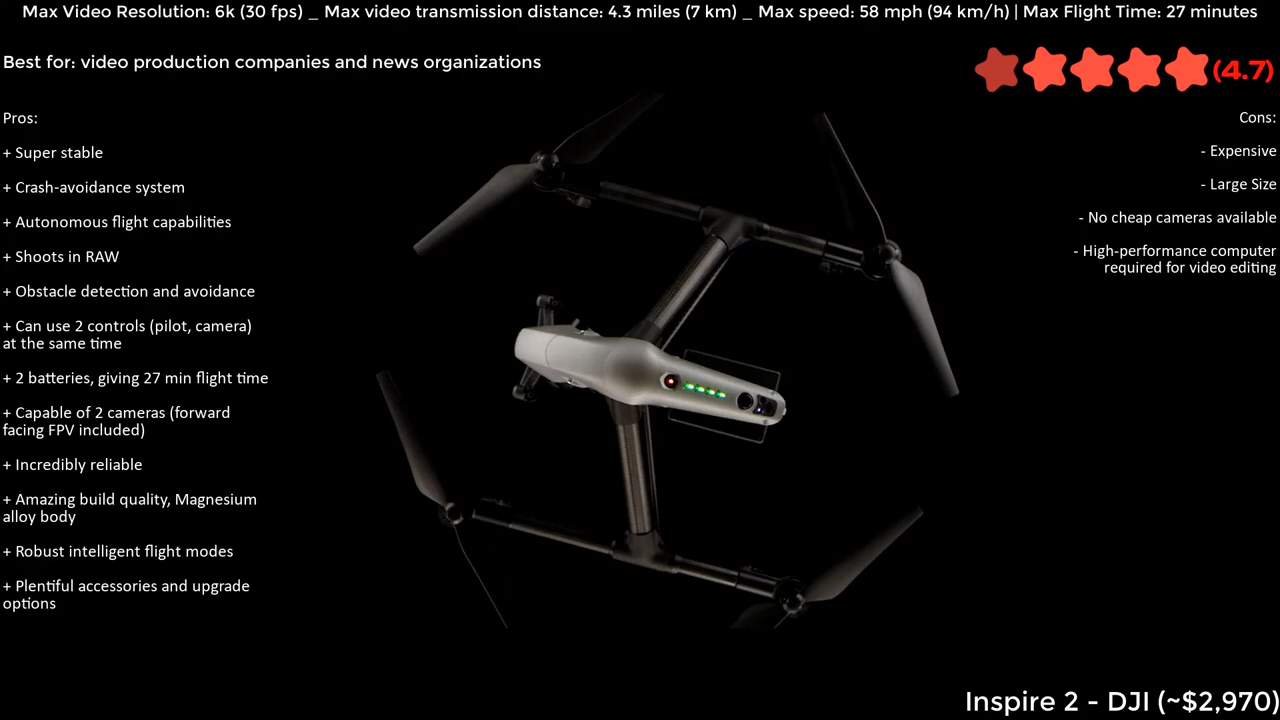 Max Video Resolution: 6k (30 fps) _ Max video transmission distance: 4.3 miles (7 km) _ Max speed: 58 mph (94 km/h) | Max Flight Time: 27 minutes
Best for: video production companies and news organizations
(4.7)
Pros:
+ Super stable
+ Crash-avoidance system
+ Autonomous flight capabilities
+ Shoots in RAW
+ Obstacle detection and avoidance
+ Can use 2 controls (pilot, camera)
at the same time
+ 2 batteries, giving 27 min flight time
+ Capable of 2 cameras (forward
facing FPV included)
+ Incredibly reliable
+ Amazing build quality, Magnesium
alloy body
+ Robust intelligent flight modes
+ Plentiful accessories and upgrade
options
Cons:
- Expensive
- Large Size
- No cheap cameras available
- High-performance computer
required for video editing
Inspire 2 - DJI (~$2,970)